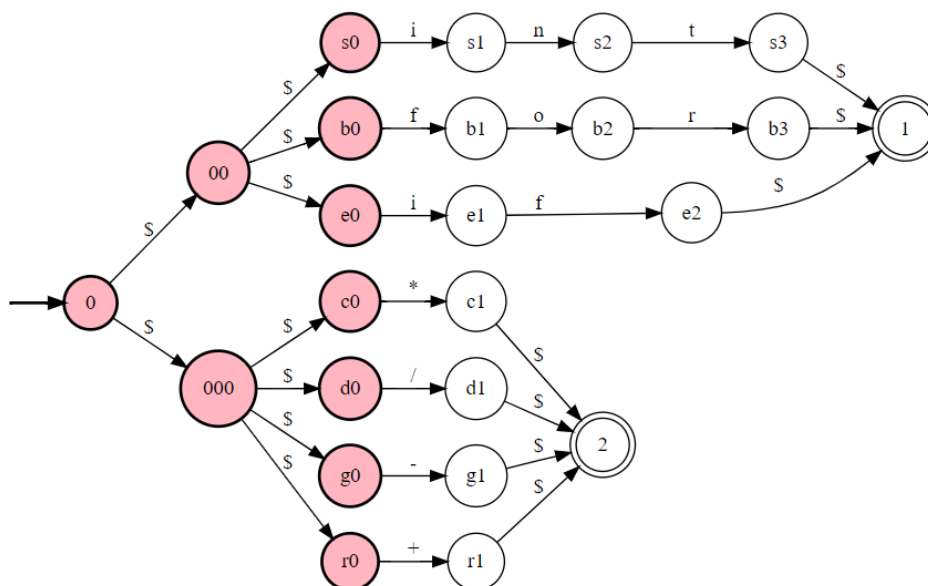 s0 i s1 n s2 t s3
$ $
b0 f b1 o b2 r b3 $ 1
$
00 $ $
e0 i e1 f e2
$
0 c0 * c1
$ $ $
000 $ d0 / d1 $
$ $ 2
g0 - g1 $
$
r0 + r1